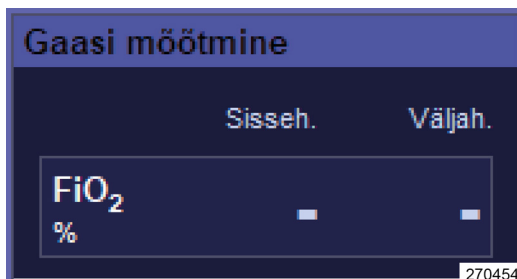 Gaasi mõõtmine
Sisseh. Väljah.
FiO₂ - -
%
270454